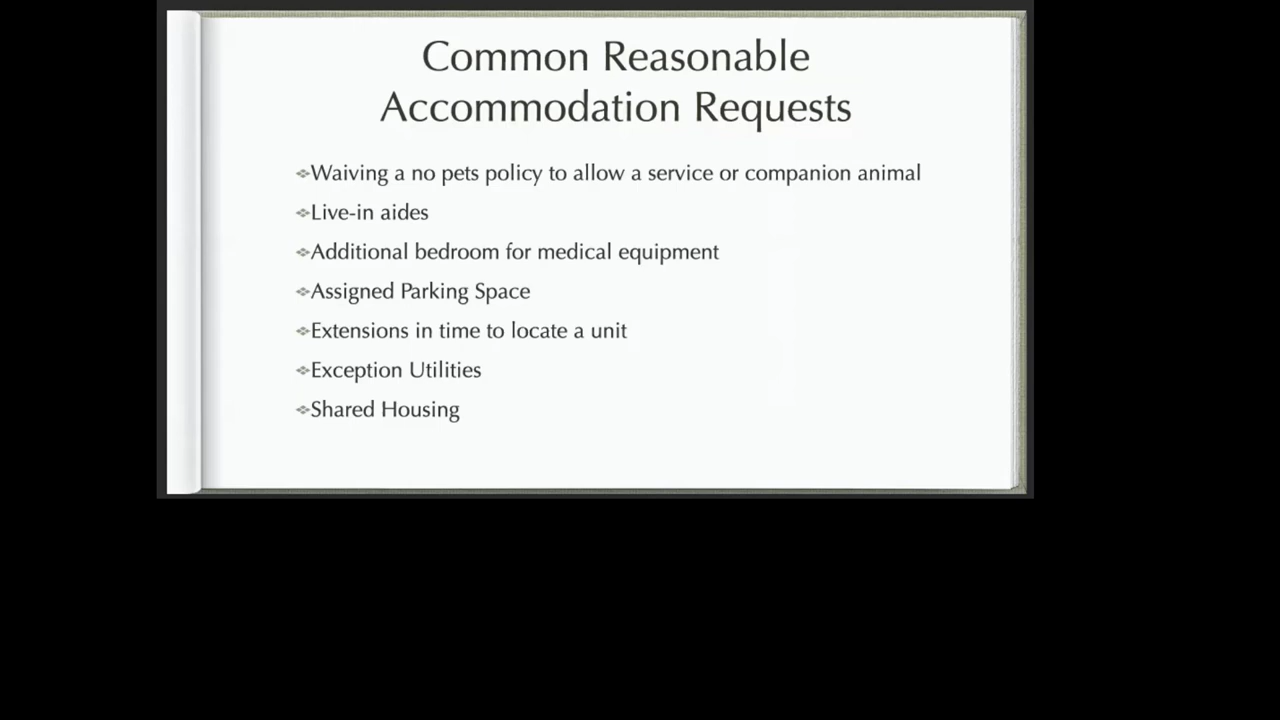 Common Reasonable
Accommodation Requests
Waiving a no pets policy to allow a service or companion animal
Live-in aides
Additional bedroom for medical equipment
Assigned Parking Space
Extensions in time to locate a unit
Exception Utilities
Shared Housing